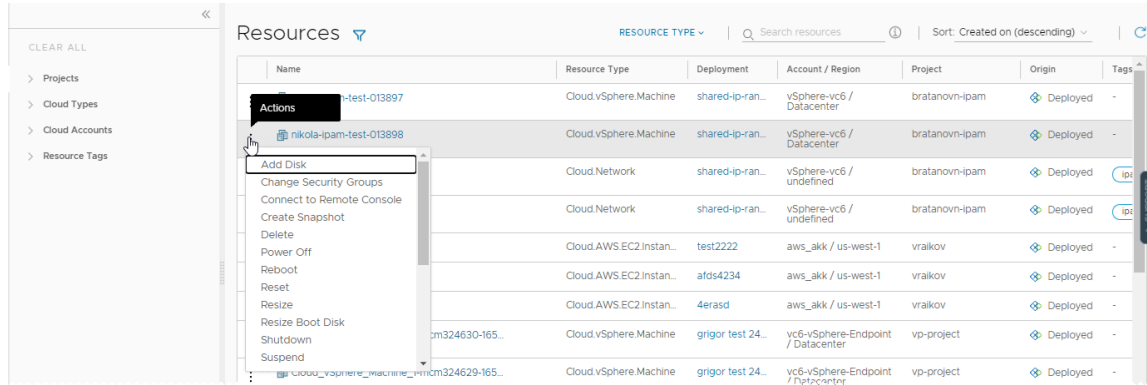 Resources
RESOURCE TYPE
Search resources
Sort: Created on (descending)
CLEAR ALL
Projects
Cloud Types
Cloud Accounts
Resource Tags
Name Resource Type Deployment Account / Region Project Origin Tags
Actions
-test-013897 Cloud.vSphere.Machine shared-ip-ran... vSphere-vc6 / bratanovn-ipam Deployed -
Datacenter
nikola-ipam-test-013898 Cloud.vSphere.Machine shared-ip-ran... vSphere-vc6 / bratanovn-ipam Deployed -
Datacenter
Add Disk
Change Security Groups
Connect to Remote Console
Create Snapshot
Delete
Power Off
Reboot
Reset
Resize
Resize Boot Disk
Shutdown
Suspend
Cloud.Network shared-ip-ran... vSphere-vc6 / bratanovn-ipam Deployed ipa
undefined
Cloud.Network shared-ip-ran... vSphere-vc6 / bratanovn-ipam Deployed ipa
undefined
Cloud.AWS.EC2.Instan... test2222 aws_akk / us-west-1 vraikov Deployed -
Cloud.AWS.EC2.Instan... afds4234 aws_akk / us-west-1 vraikov Deployed -
Cloud.AWS.EC2.Instan... 4erasd aws_akk / us-west-1 vraikov Deployed -
cm324630-165... Cloud.vSphere.Machine grigor test 24... vc6-vSphere-Endpoint vp-project Deployed -
/ Datacenter
Cloud_vSphere_Machine_1-mcm324629-165... Cloud.vSphere.Machine grigor test 24... vc6-vSphere-Endpoint vp-project Deployed -
/ Datacenter